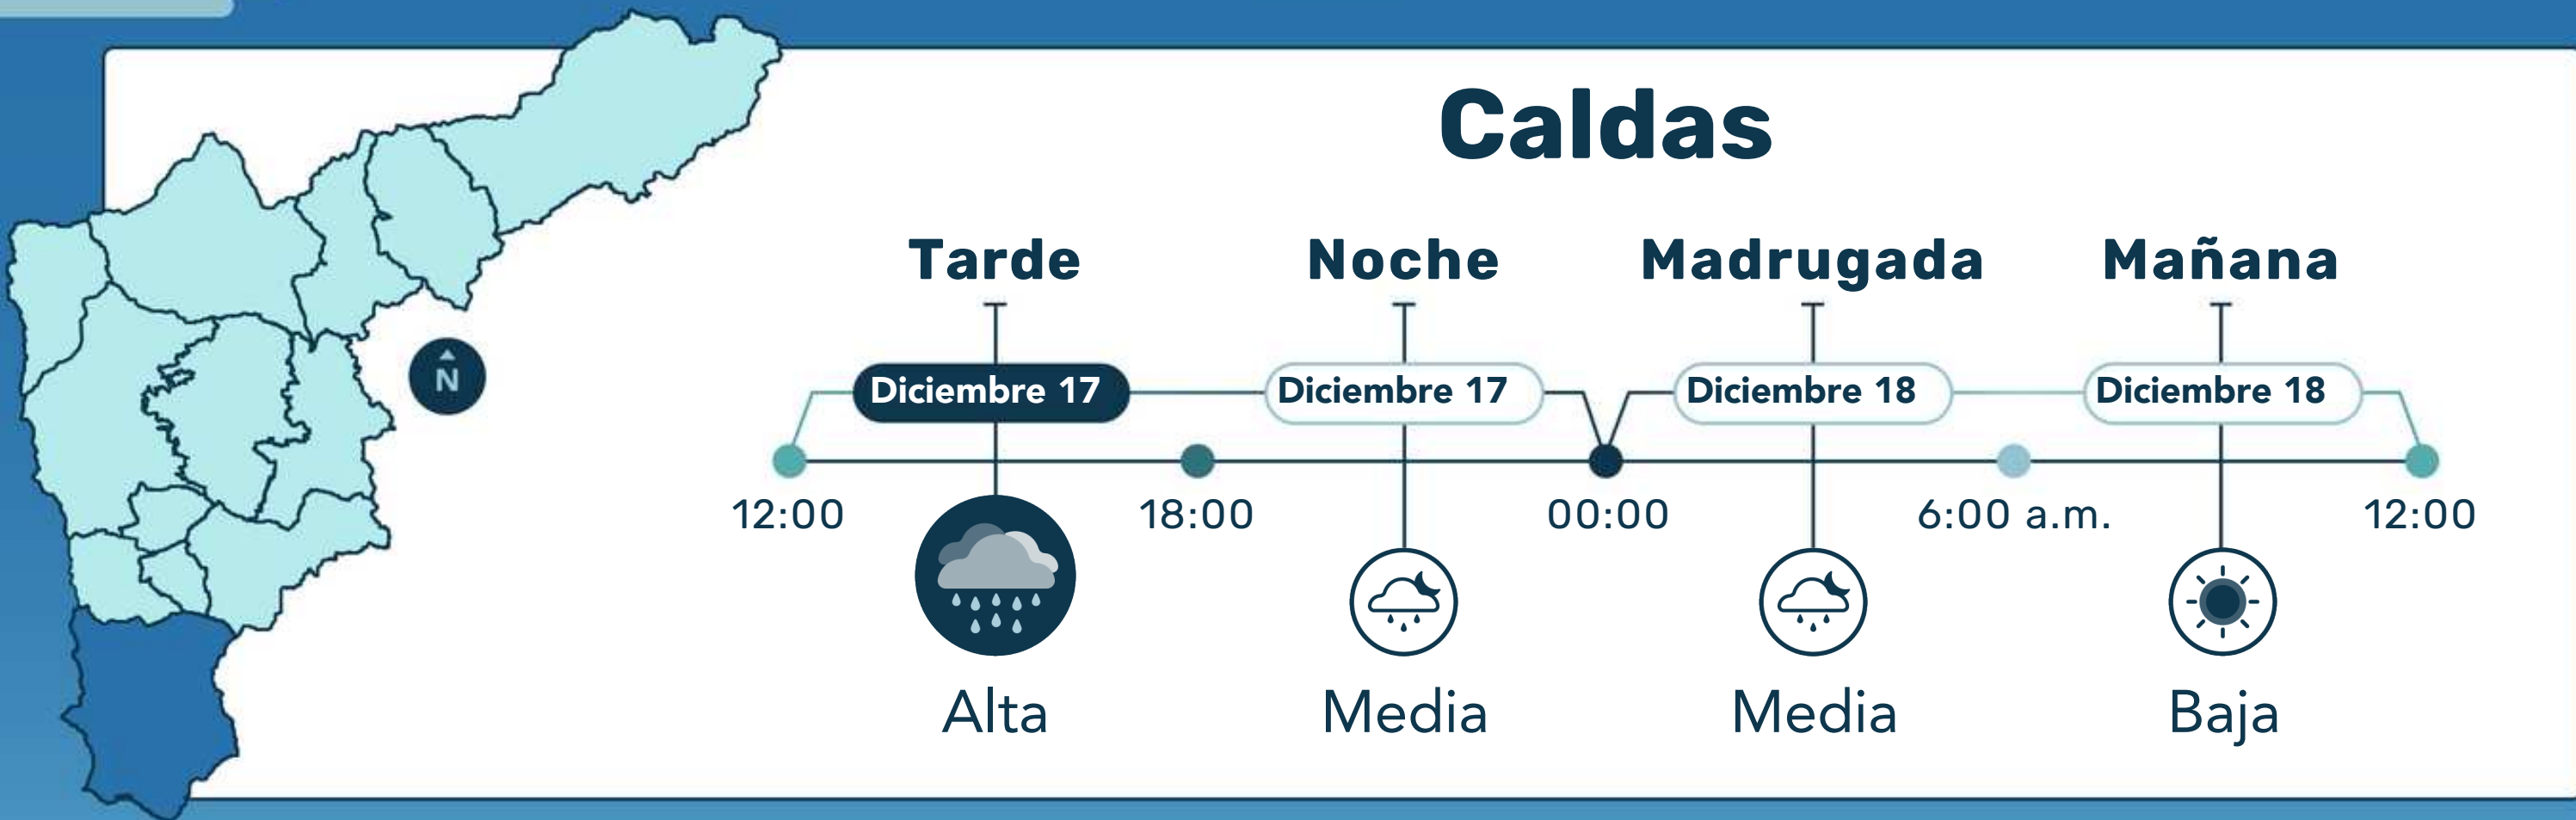 Caldas
Tarde Noche Madrugada Mañana
N
Diciembre 17 Diciembre 17 Diciembre 18 Diciembre 18
12:00 18:00 00:00 6:00 a.m. 12:00
Alta Media Media Baja